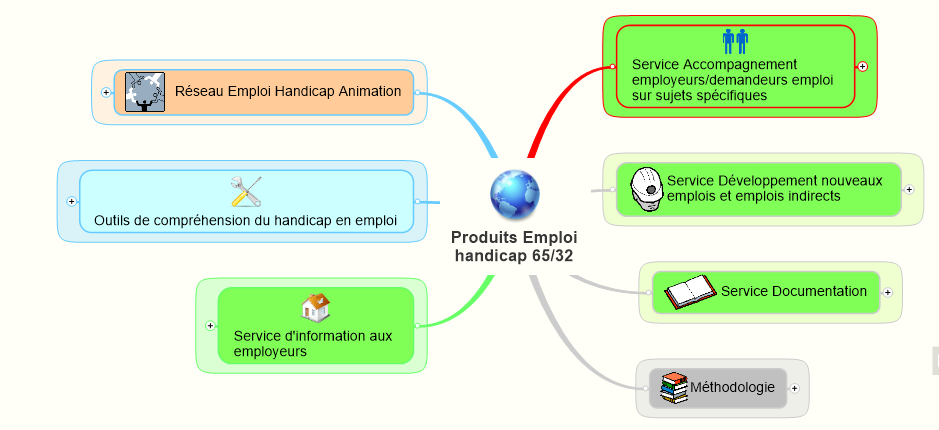 Service Accompagnement
employeurs/demandeurs emploi
sur sujets spécifiques
Réseau Emploi Handicap Animation
Service Développement nouveaux
emplois et emplois indirects
Outils de compréhension du handicap en emploi
Produits Emploi
handicap 65/32
Service Documentation
Service d'information aux
employeurs
Méthodologie